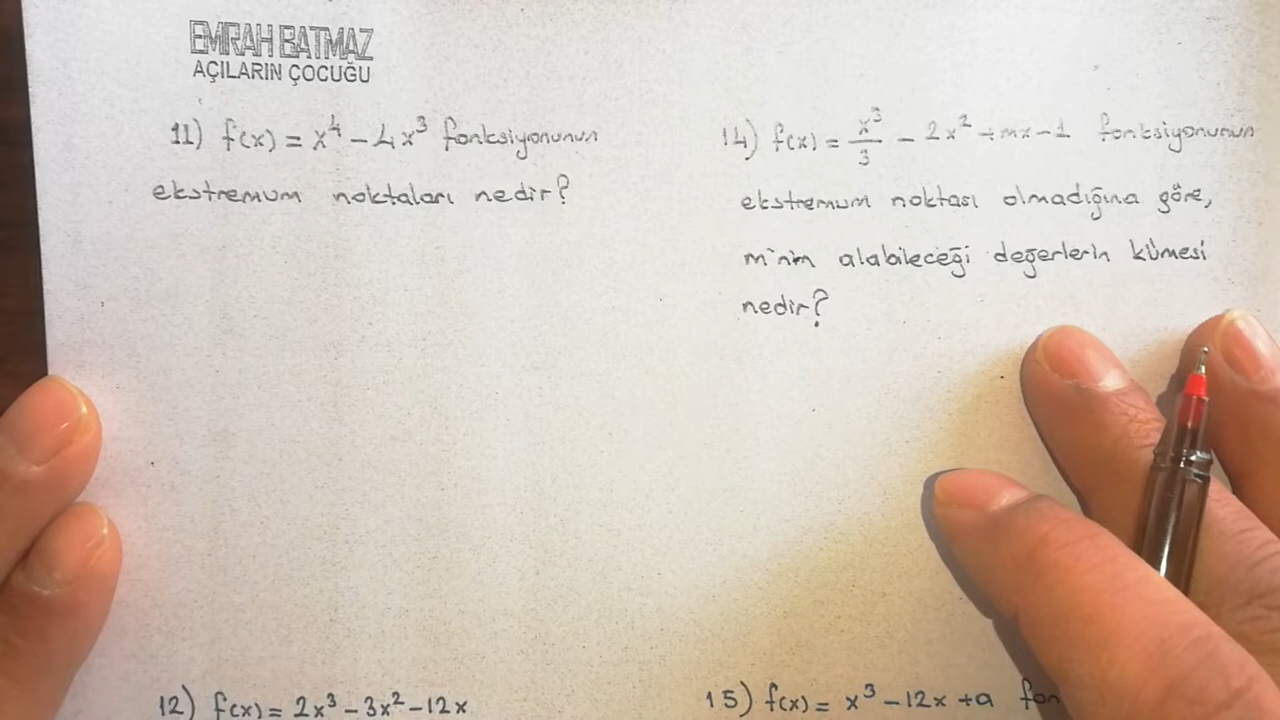 EMRAH BATMAZ
AÇILARIN ÇOCUĞU
11) f(x) = x⁴ - 4x³ fonksiyonunun
ekstremum noktaları nedir?
14) f(x) = x³/3 - 2x² + mx - 1 fonksiyonunun
ekstremum noktası olmadığına göre,
m'nin alabileceği değerlerin kümesi
nedir?
12) f(x) = 2x³ - 3x² - 12x
15) f(x) = x³ - 12x + a